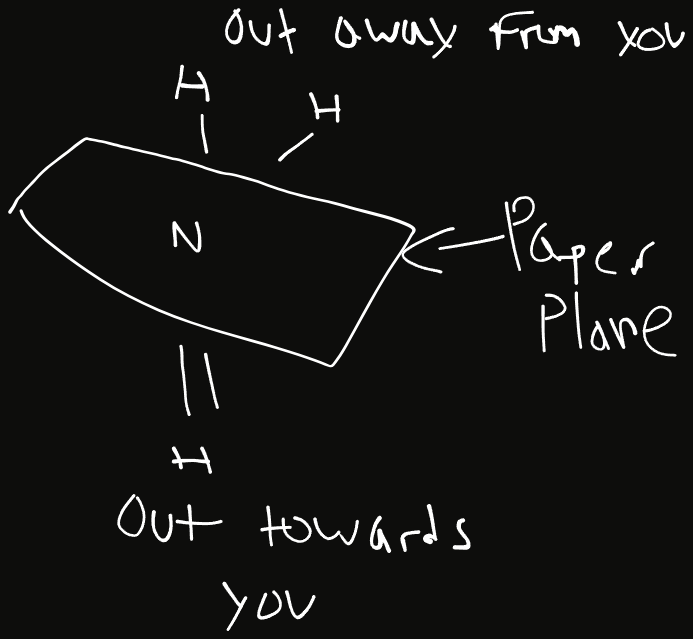 Out away From you
H
H
N
Paper
Plane
H
Out towards
you